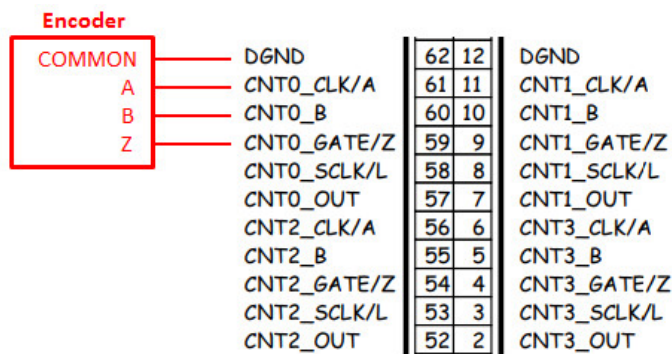 Encoder
COMMON DGND 62 12 DGND
A CNT0_CLK/A 61 11 CNT1_CLK/A
B CNT0_B 60 10 CNT1_B
Z CNT0_GATE/Z 59 9 CNT1_GATE/Z
CNT0_SCLK/L 58 8 CNT1_SCLK/L
CNT0_OUT 57 7 CNT1_OUT
CNT2_CLK/A 56 6 CNT3_CLK/A
CNT2_B 55 5 CNT3_B
CNT2_GATE/Z 54 4 CNT3_GATE/Z
CNT2_SCLK/L 53 3 CNT3_SCLK/L
CNT2_OUT 52 2 CNT3_OUT